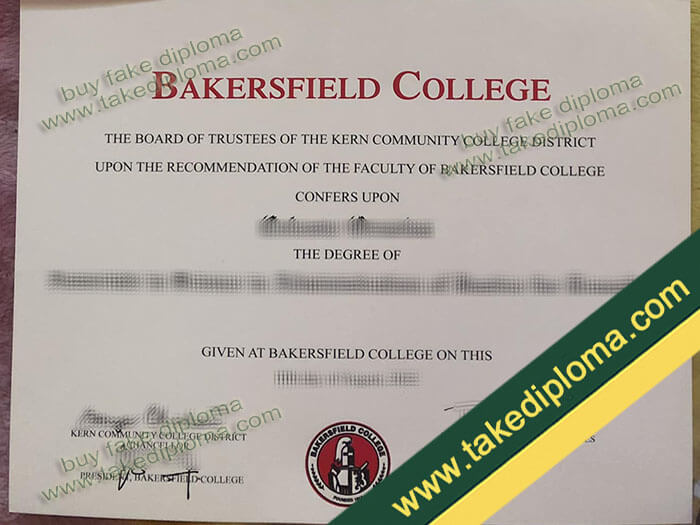 buy fake diploma
www.takediploma.com
BAKERSFIELD COLLEGE
buy fake diploma
www.takediploma.com
THE BOARD OF TRUSTEES OF THE KERN COMMUNITY COLLEGE DISTRICT
UPON THE RECOMMENDATION OF THE FACULTY OF BAKERSFIELD COLLEGE
CONFERS UPON
THE DEGREE OF
GIVEN AT BAKERSFIELD COLLEGE ON THIS
KERN COMMUNITY COLLEGE DISTRICT
CHANCELLOR
buy fake diploma
www.takediploma.com
PRESIDENT, BAKERSFIELD COLLEGE
BAKERSFIELD COLLEGE
www.takediploma.com